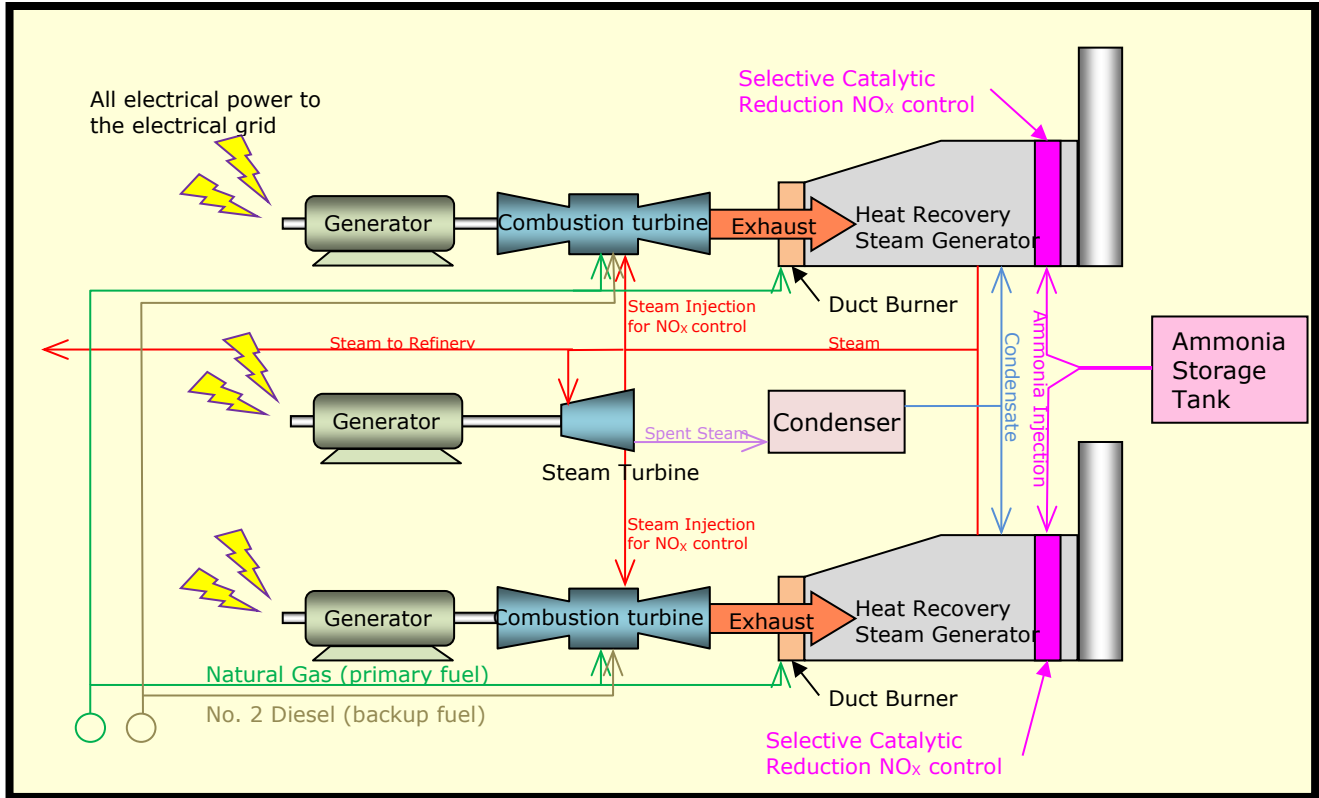 All electrical power to
the electrical grid
Selective Catalytic
Reduction NOX control
Generator
Combustion turbine
Exhaust
Heat Recovery
Steam Generator
Duct Burner
Steam Injection
for NOX control
Steam to Refinery
Steam
Condensate
Ammonia Injection
Ammonia
Storage
Tank
Generator
Steam Turbine
Spent Steam
Condenser
Steam Injection
for NOX control
Generator
Combustion turbine
Exhaust
Heat Recovery
Steam Generator
Natural Gas (primary fuel)
No. 2 Diesel (backup fuel)
Duct Burner
Selective Catalytic
Reduction NOX control